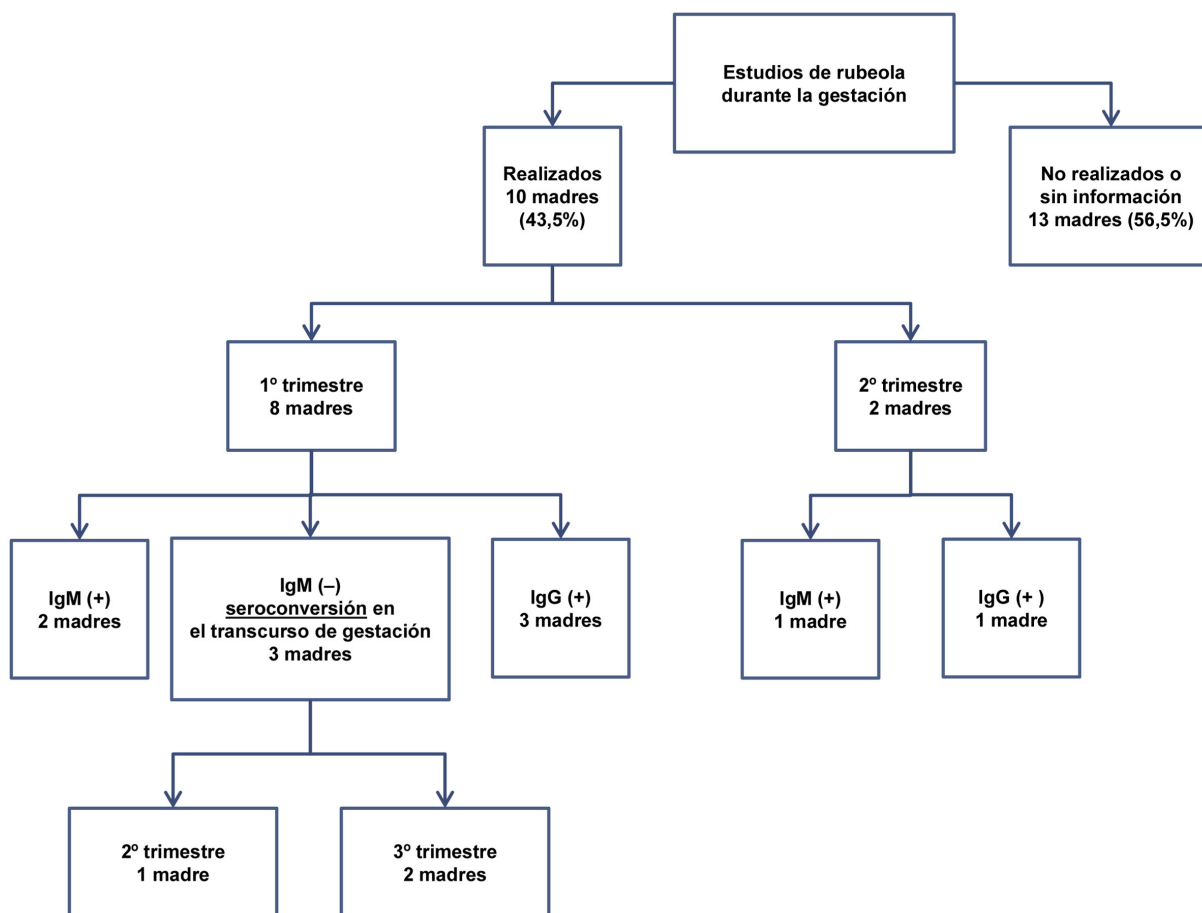 Estudios de rubeola
durante la gestación
Realizados
10 madres
(43,5%)
No realizados o
sin información
13 madres (56,5%)
1º trimestre
8 madres
2º trimestre
2 madres
IgM (+)
2 madres
IgM (–)
seroconversión en
el transcurso de gestación
3 madres
IgG (+)
3 madres
IgM (+)
1 madre
IgG (+ )
1 madre
2º trimestre
1 madre
3º trimestre
2 madres